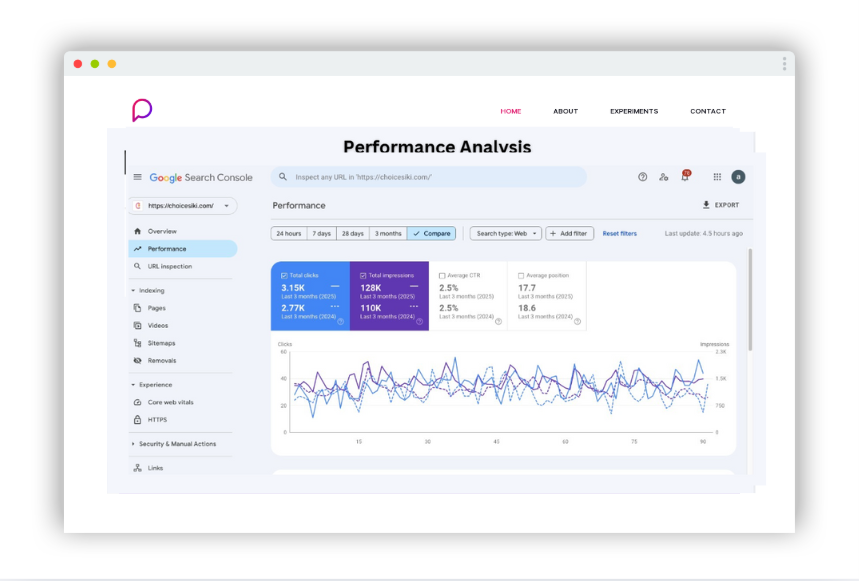 HOME ABOUT EXPERIMENTS CONTACT
Performance Analysis
Google Search Console
Inspect any URL in "https://choicesiki.com/"
a
https://choicesiki.com/
Performance
EXPORT
24 hours 7 days 28 days 3 months Compare Search type: Web Add filter Reset filters Last update: 4.5 hours ago
Overview
Performance
URL inspection
Indexing
Pages
Videos
Sitemaps
Removals
Experience
Core web vitals
HTTPS
Security & Manual Actions
Links
Total clicks
3.15K
Last 3 months (2025)
2.77K
Last 3 months (2024)
Total impressions
128K
Last 3 months (2025)
110K
Last 3 months (2024)
Average CTR
2.5%
Last 3 months (2025)
2.5%
Last 3 months (2024)
Average position
17.7
Last 3 months (2025)
18.6
Last 3 months (2024)
Clicks Impressions
60 2.3K
40 1.5K
20 750
0 0
15 30 45 60 75 90